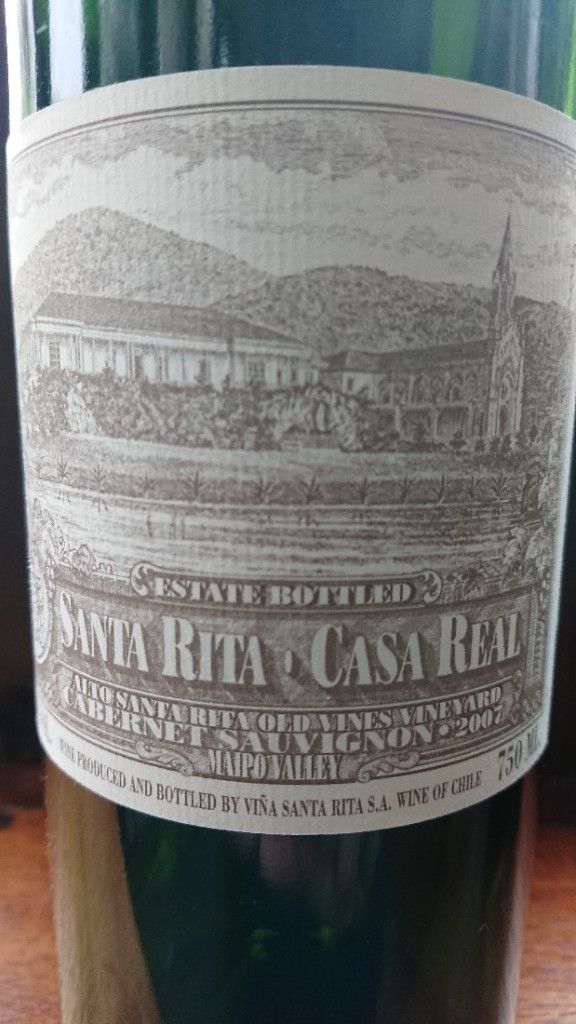 ESTATE BOTTLED
SANTA RITA · CASA REAL
ALTO SANTA RITA OLD VINES VINEYARD
CABERNET SAUVIGNON • 2007
MAIPO VALLEY
WINE PRODUCED AND BOTTLED BY VIÑA SANTA RITA S.A. WINE OF CHILE 750 ML